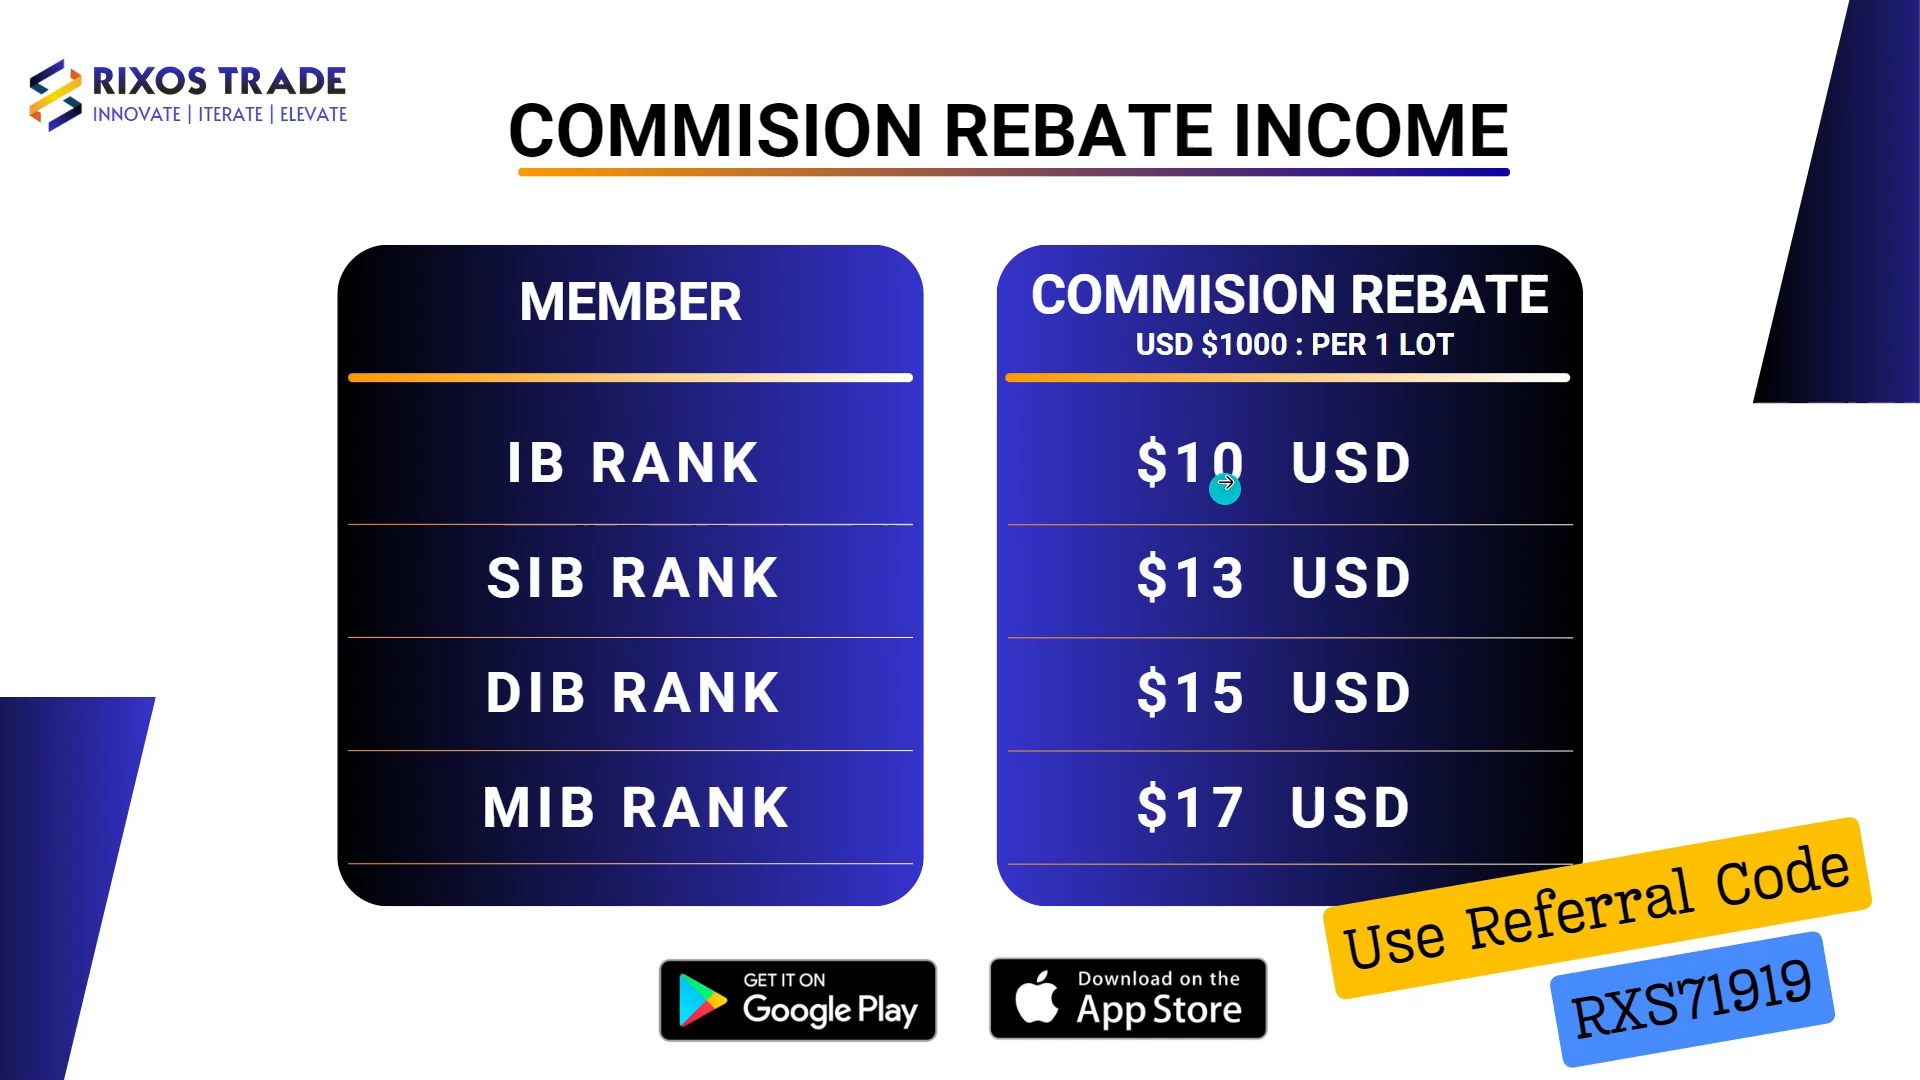 RIXOS TRADE
INNOVATE | ITERATE | ELEVATE
COMMISION REBATE INCOME
MEMBER
IB RANK
SIB RANK
DIB RANK
MIB RANK
COMMISION REBATE
USD $1000 : PER 1 LOT
$10 USD
$13 USD
$15 USD
$17 USD
Use Referral Code
RXS71919
GET IT ON
Google Play
Download on the
App Store